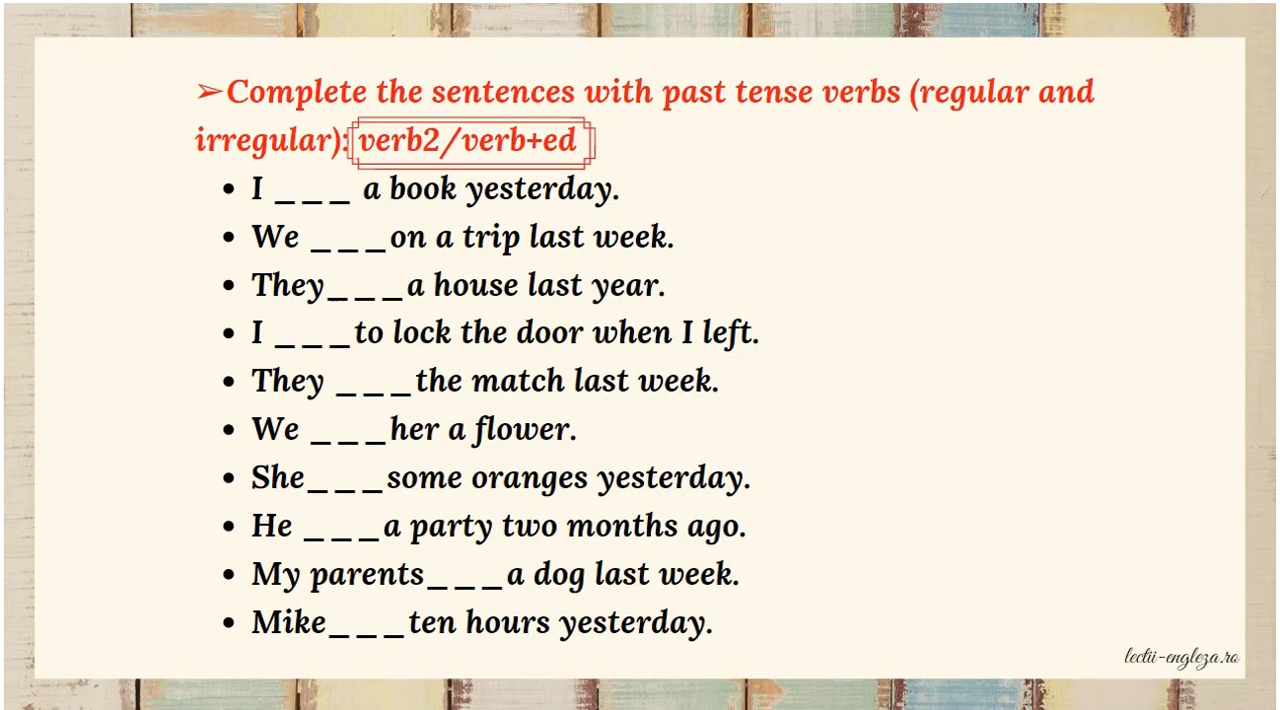 ➢Complete the sentences with past tense verbs (regular and
irregular): verb2/verb+ed
• I _ _ _ a book yesterday.
• We _ _ _on a trip last week.
• They_ _ _a house last year.
• I _ _ _to lock the door when I left.
• They _ _ _the match last week.
• We _ _ _her a flower.
• She_ _ _some oranges yesterday.
• He _ _ _a party two months ago.
• My parents_ _ _a dog last week.
• Mike_ _ _ten hours yesterday.
lectii-engleza.ro